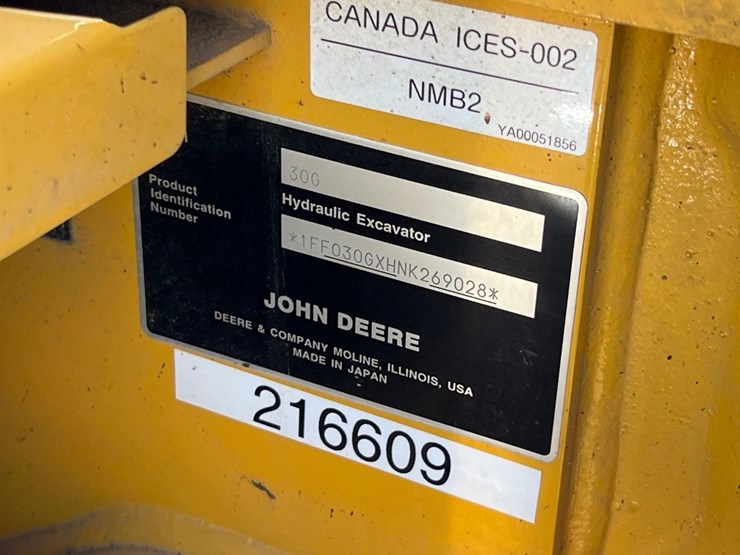 CANADA ICES-002
NMB2
YA00051856
30G
Product
Identification
Number
Hydraulic Excavator
*1FF030GXHNK269028*
JOHN DEERE
DEERE & COMPANY MOLINE, ILLINOIS, USA
MADE IN JAPAN
216609